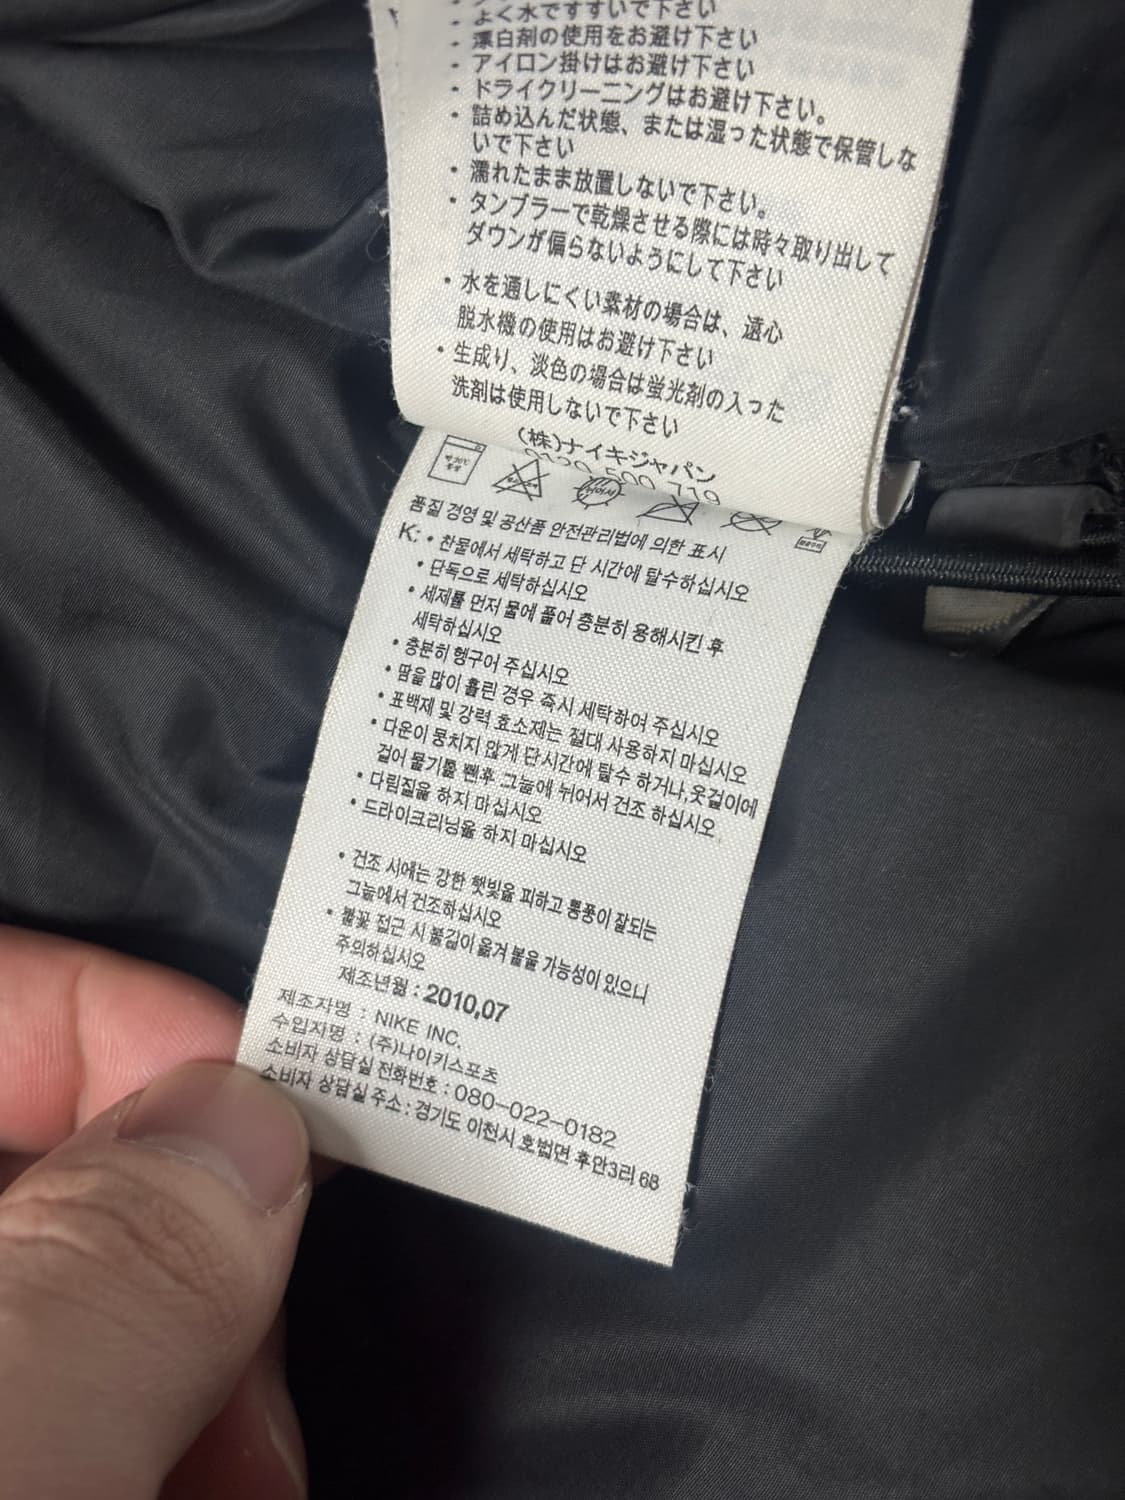 ・よく水ですすいで下さい
・漂白剤の使用をお避け下さい
・アイロン掛けはお避け下さい
・ドライクリーニングはお避け下さい。
・詰め込んだ状態、または湿った状態で保管しな
いで下さい
・濡れたまま放置しないで下さい。
・タンブラーで乾燥させる際には時々取り出して
ダウンが偏らないようにして下さい
・水を通しにくい素材の場合は、遠心
脱水機の使用はお避け下さい
・生成り、淡色の場合は蛍光剤の入った
洗剤は使用しないで下さい
(株)ナイキジャパン
0120-500-719
품질 경영 및 공산품 안전관리법에 의한 표시
K: • 찬물에서 세탁하고 단 시간에 탈수하십시오
• 단독으로 세탁하십시오
• 세제를 먼저 물에 풀어 충분히 용해시킨 후
세탁하십시오
• 충분히 헹구어 주십시오
• 땀을 많이 흘린 경우 즉시 세탁하여 주십시오
• 표백제 및 강력 효소제는 절대 사용하지 마십시오
• 다운이 뭉치지 않게 단시간에 탈수 하거나,옷걸이에
걸어 물기를 뺀후 그늘에 뉘어서 건조 하십시오
• 다림질을 하지 마십시오
• 드라이크리닝을 하지 마십시오
• 건조 시에는 강한 햇빛을 피하고 통풍이 잘되는
그늘에서 건조하십시오
• 불꽃 접근 시 불길이 옮겨 붙을 가능성이 있으니
주의하십시오
제조년월 : 2010,07
제조자명 : NIKE INC.
수입자명 : (주)나이키스포츠
소비자 상담실 전화번호 : 080-022-0182
소비자 상담실 주소 : 경기도 이천시 호법면 후안3리 68